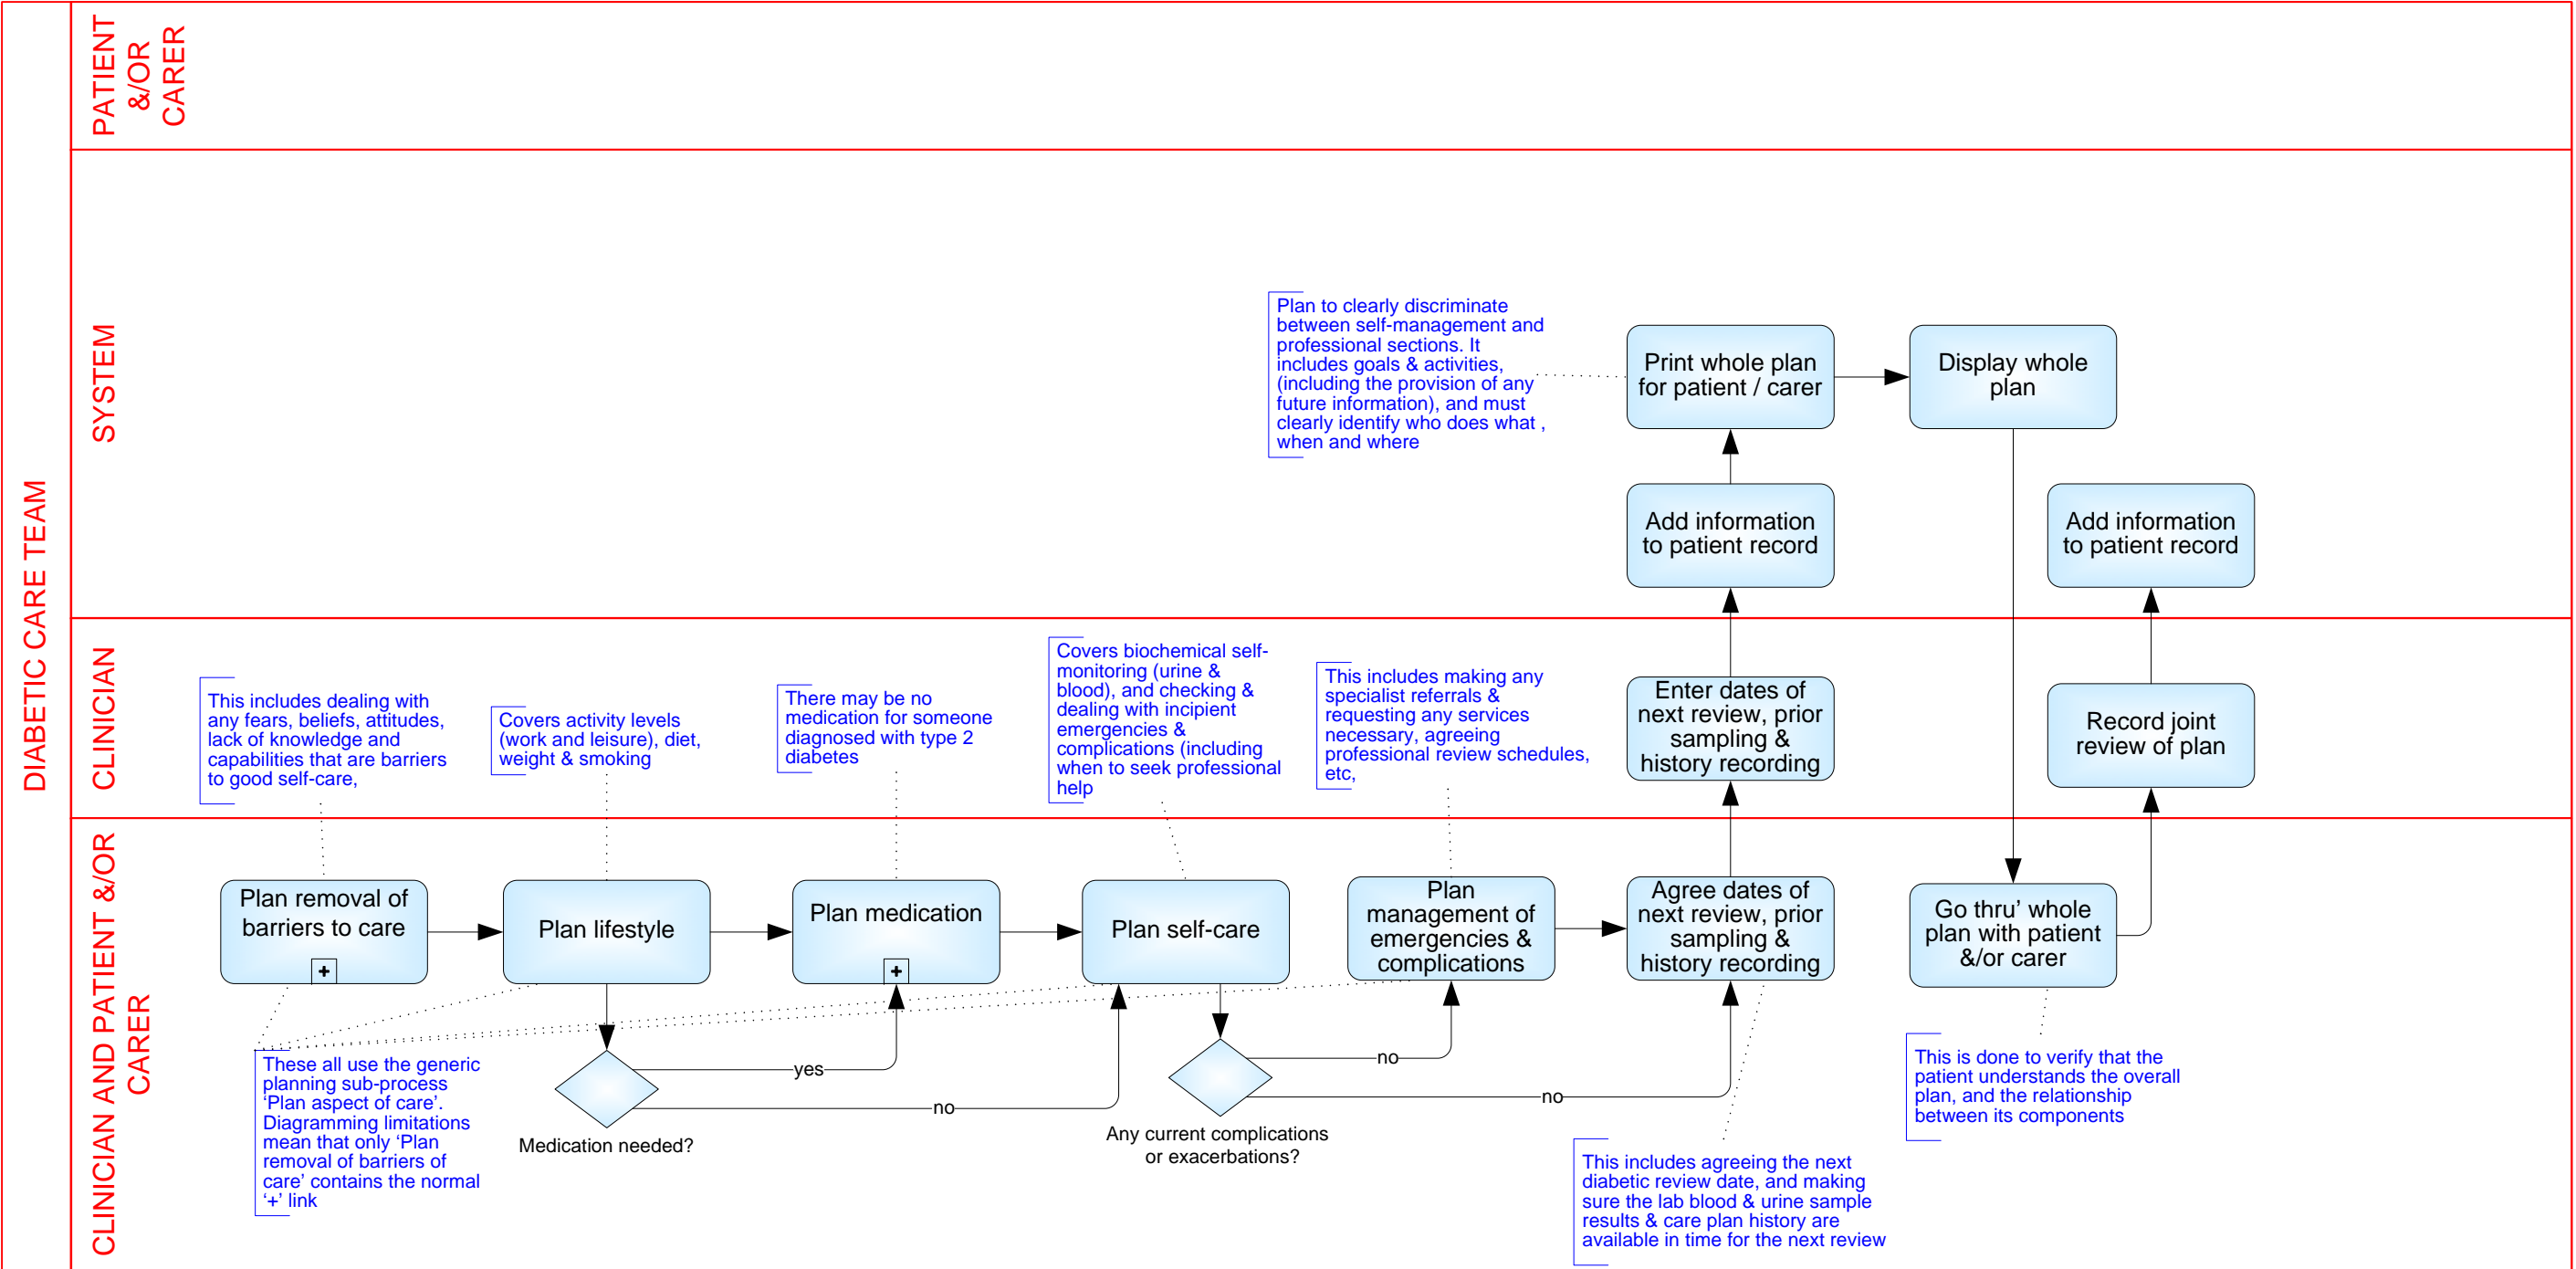 DIABETIC CARE TEAM
PATIENT
&/OR
CARER
SYSTEM
Plan to clearly discriminate
between self-management and
professional sections. It
includes goals & activities,
(including the provision of any
future information), and must
clearly identify who does what ,
when and where
Print whole plan
for patient / carer
Display whole
plan
Add information
to patient record
Add information
to patient record
CLINICIAN
This includes dealing with
any fears, beliefs, attitudes,
lack of knowledge and
capabilities that are barriers
to good self-care,
Covers activity levels
(work and leisure), diet,
weight & smoking
There may be no
medication for someone
diagnosed with type 2
diabetes
Covers biochemical self-
monitoring (urine &
blood), and checking &
dealing with incipient
emergencies &
complications (including
when to seek professional
help
This includes making any
specialist referrals &
requesting any services
necessary, agreeing
professional review schedules,
etc,
Enter dates of
next review, prior
sampling &
history recording
Record joint
review of plan
CLINICIAN AND PATIENT &/OR
CARER
Plan removal of
barriers to care
+
Plan lifestyle
Plan medication
+
Plan self-care
Plan
management of
emergencies &
complications
Agree dates of
next review, prior
sampling &
history recording
Go thru’ whole
plan with patient
&/or carer
These all use the generic
planning sub-process
‘Plan aspect of care’.
Diagramming limitations
mean that only ‘Plan
removal of barriers of
care’ contains the normal
‘+’ link
yes
no
Medication needed?
no
no
Any current complications
or exacerbations?
This includes agreeing the next
diabetic review date, and making
sure the lab blood & urine sample
results & care plan history are
available in time for the next review
This is done to verify that the
patient understands the overall
plan, and the relationship
between its components